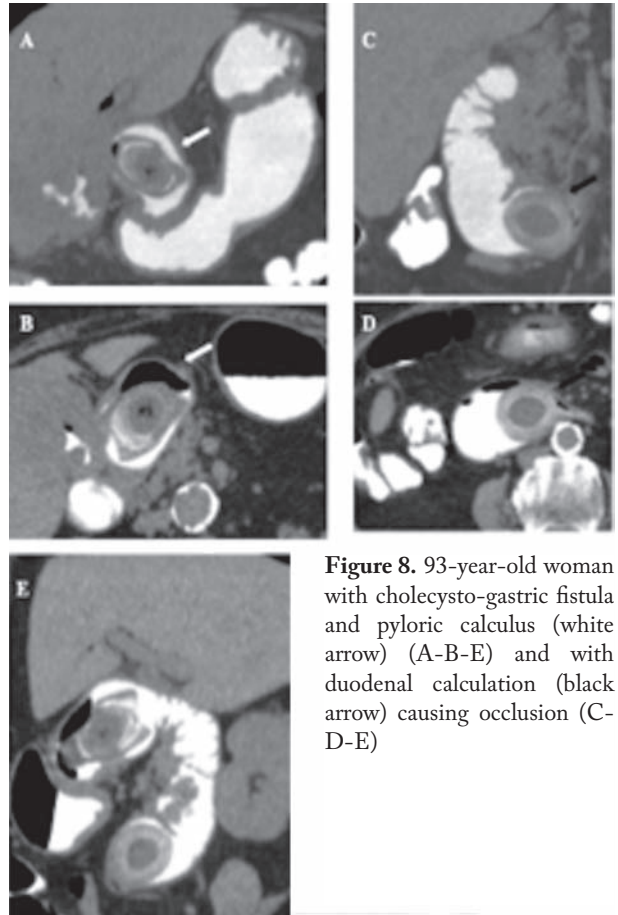 A
C
B
D
E
Figure 8. 93-year-old woman
with cholecysto-gastric fistula
and pyloric calculus (white
arrow) (A-B-E) and with
duodenal calculation (black
arrow) causing occlusion (C-
D-E)